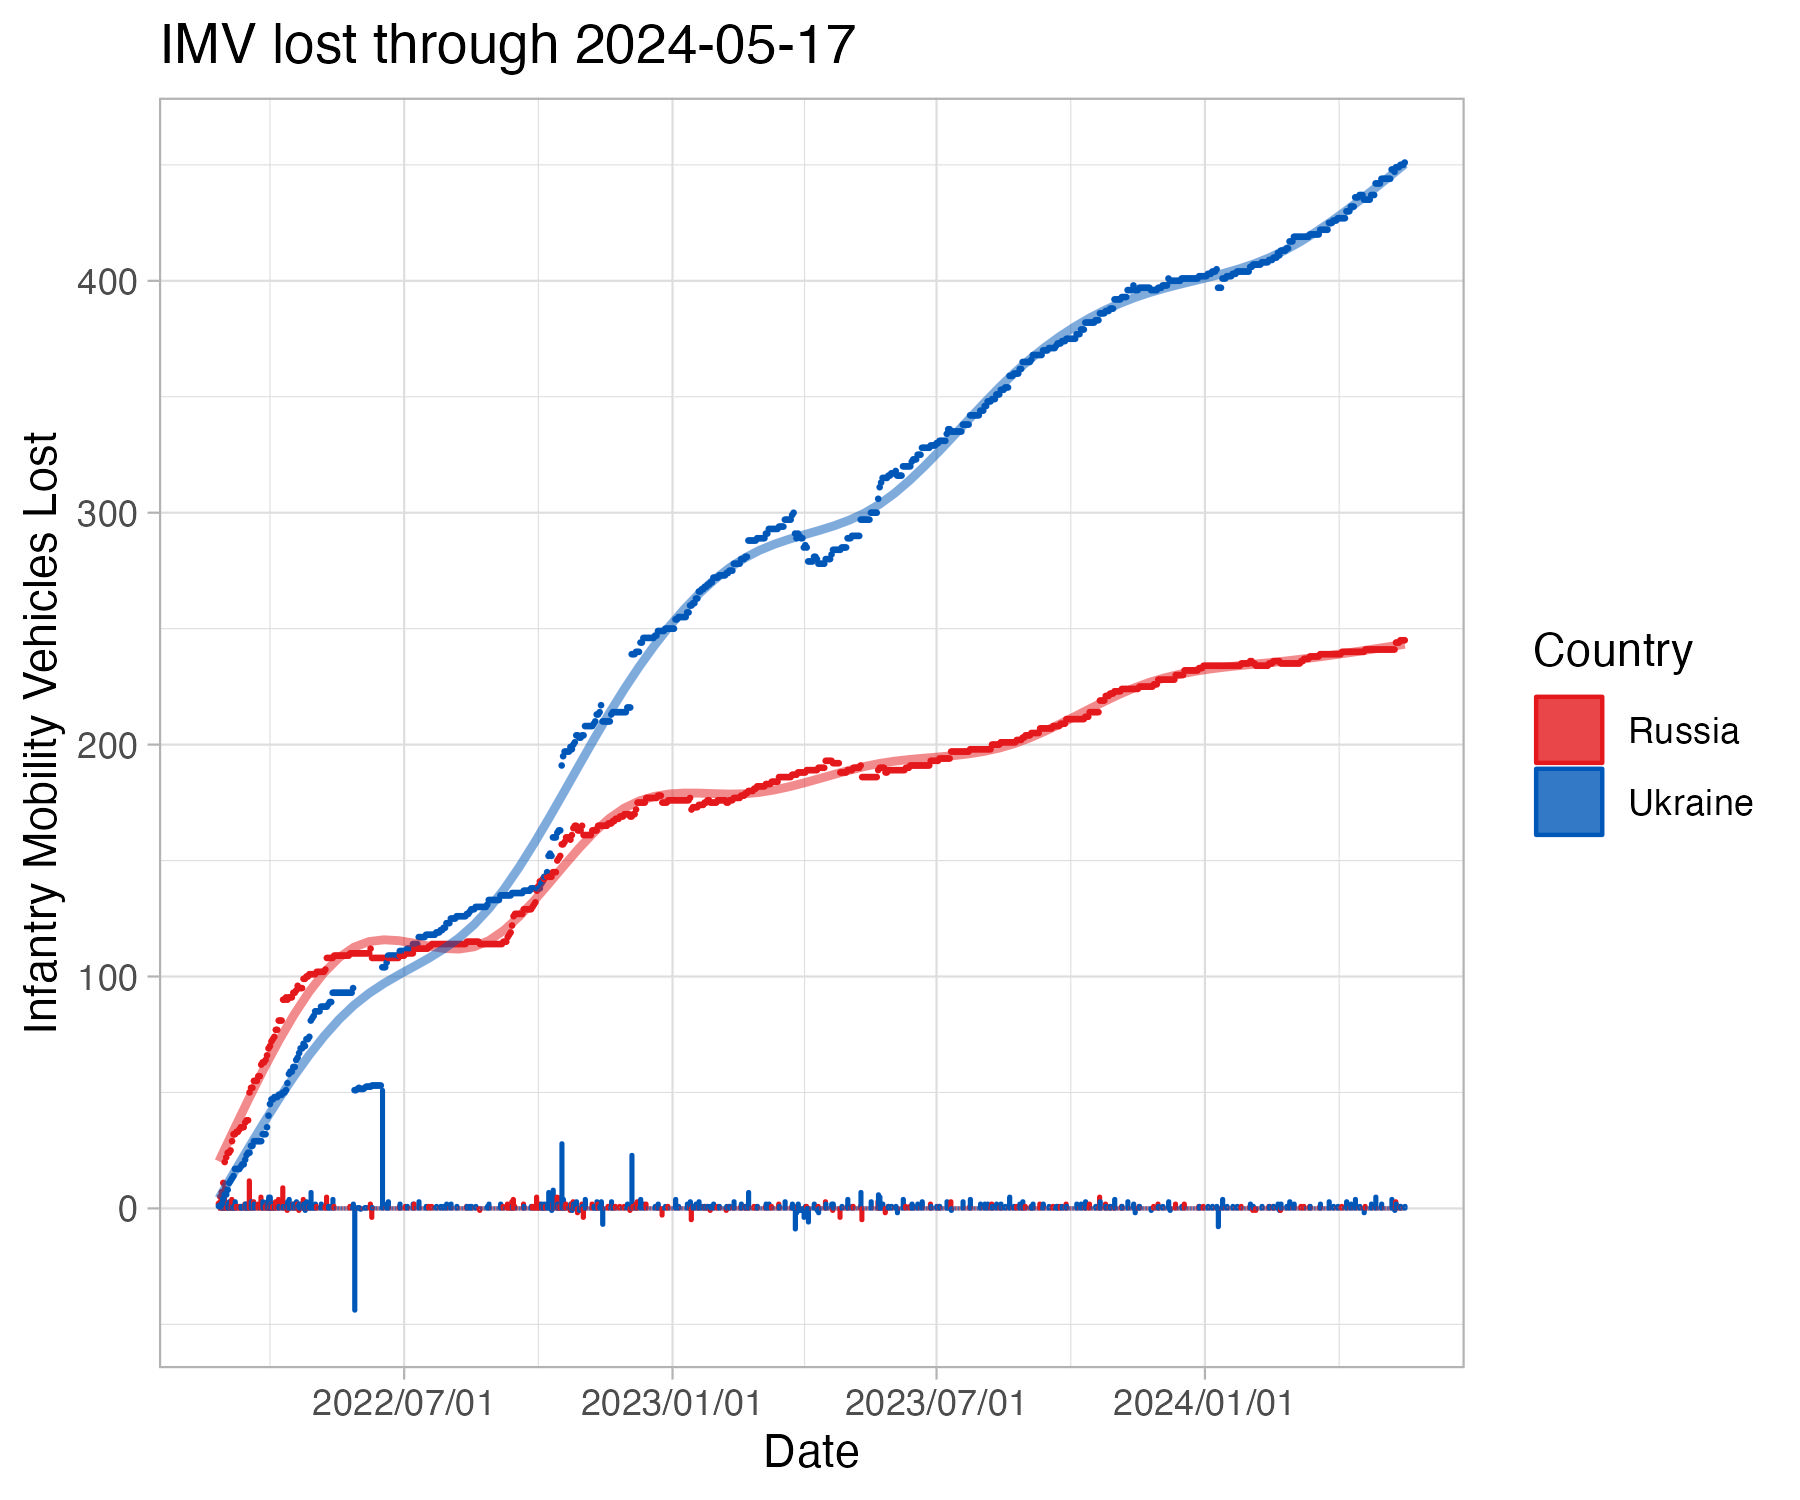 IMV lost through 2024-05-17
Infantry Mobility Vehicles Lost
400
300
200
100
0
2022/07/01
2023/01/01
2023/07/01
2024/01/01
Date
Country
Russia
Ukraine